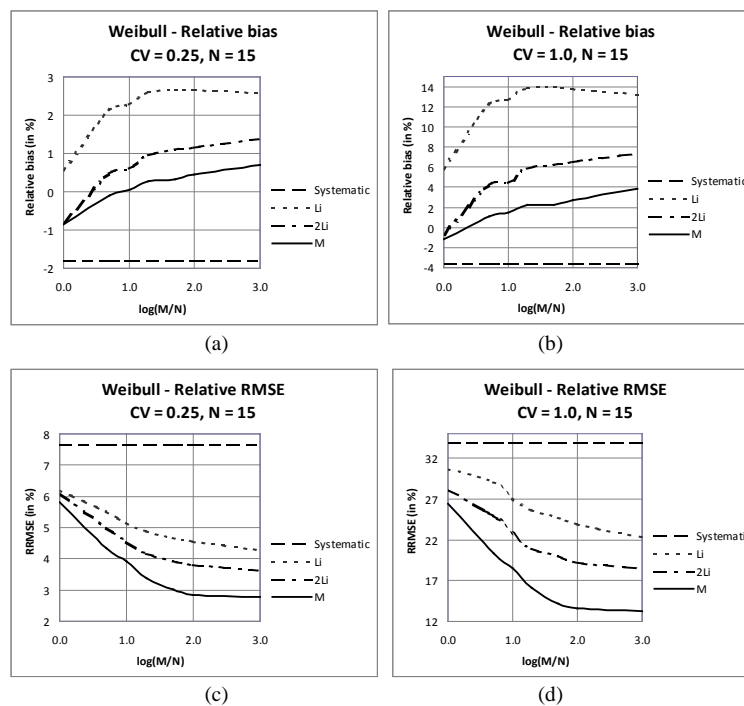 Weibull - Relative bias
CV = 0.25, N = 15
Relative bias (in %)
3
2
1
0
-1
-2
0.0 1.0 2.0 3.0
log(M/N)
Systematic
Li
2Li
M
(a)
Weibull - Relative bias
CV = 1.0, N = 15
Relative bias (in %)
14
12
10
8
6
4
2
0
-2
-4
0.0 1.0 2.0 3.0
log(M/N)
Systematic
Li
2Li
M
(b)
Weibull - Relative RMSE
CV = 0.25, N = 15
RRMSE (in %)
8
7
6
5
4
3
2
0.0 1.0 2.0 3.0
log(M/N)
Systematic
Li
2Li
M
(c)
Weibull - Relative RMSE
CV = 1.0, N = 15
RRMSE (in %)
32
27
22
17
12
0.0 1.0 2.0 3.0
log(M/N)
Systematic
Li
2Li
M
(d)